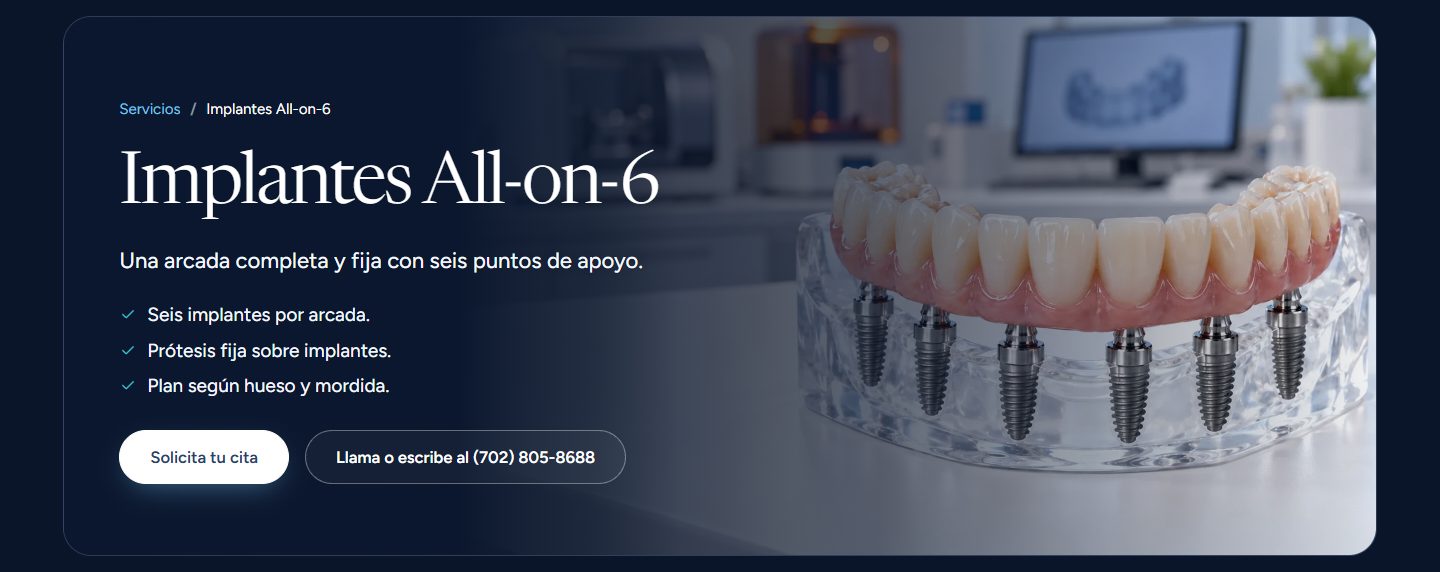 Servicios / Implantes All-on-6
Implantes All-on-6
Una arcada completa y fija con seis puntos de apoyo.
Seis implantes por arcada.
Prótesis fija sobre implantes.
Plan según hueso y mordida.
Solicita tu cita
Llama o escribe al (702) 805-8688